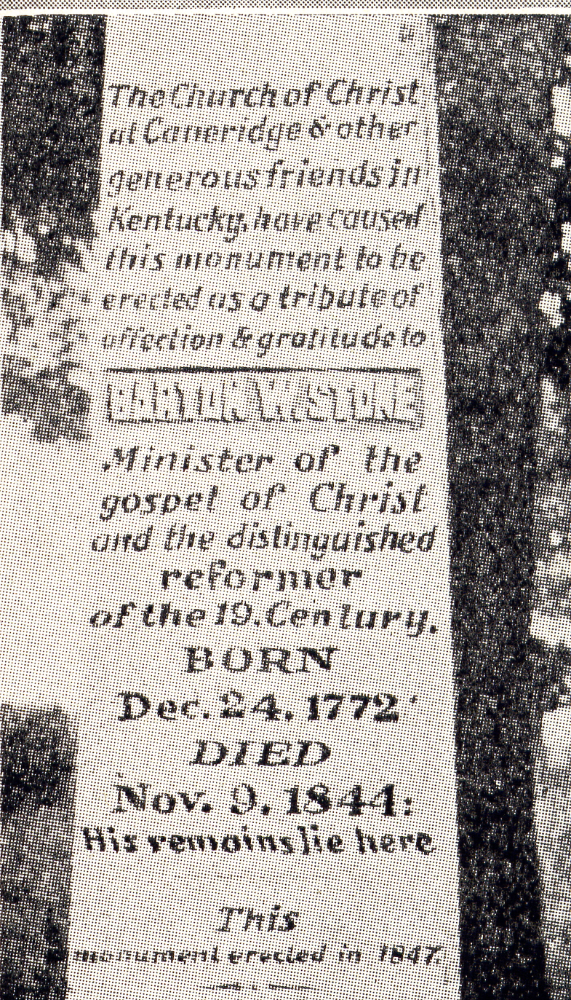 The Church of Christ
at Caneridge & other
generous friends in
Kentucky, have caused
this monument to be
erected as a tribute of
affection & gratitude to
BARTON W. STONE
Minister of the
gospel of Christ
and the distinguished
reformer
of the 19. Century.
BORN
Dec. 24. 1772
DIED
Nov. 9. 1844:
His remains lie here
This
monument erected in 1847.